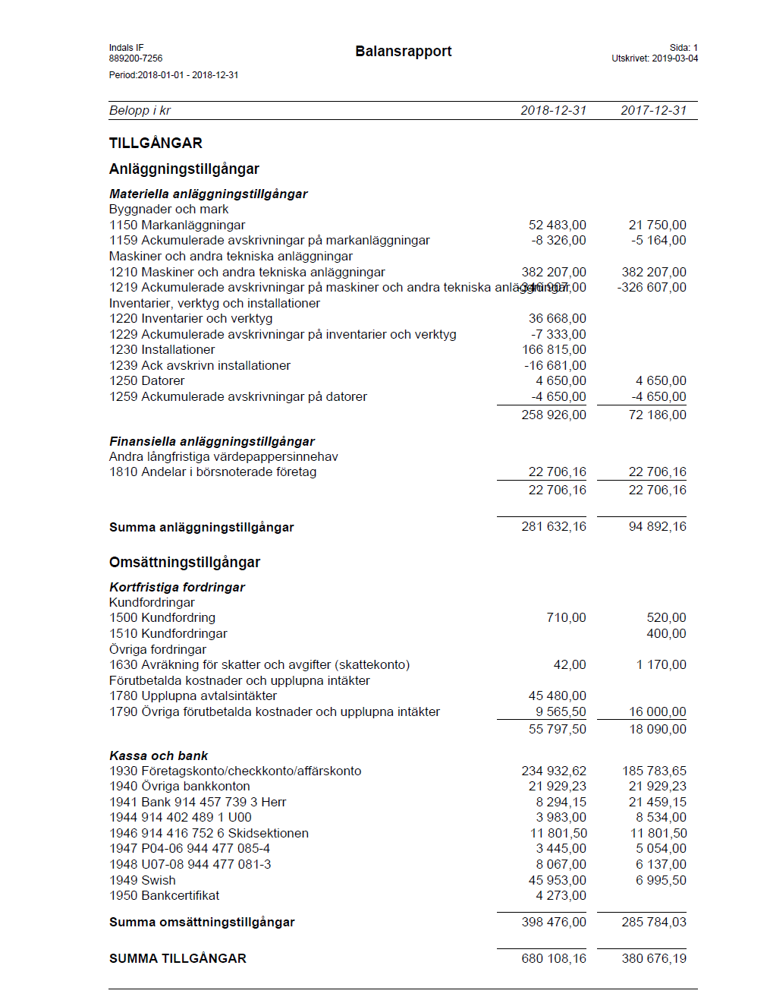 Indals IF
889200-7256
Balansrapport
Sida: 1
Utskrivet: 2019-03-04
Period:2018-01-01 - 2018-12-31
Belopp i kr 2018-12-31 2017-12-31
TILLGÅNGAR
Anläggningstillgångar
Materiella anläggningstillgångar
Byggnader och mark
1150 Markanläggningar 52 483,00 21 750,00
1159 Ackumulerade avskrivningar på markanläggningar -8 326,00 -5 164,00
Maskiner och andra tekniska anläggningar
1210 Maskiner och andra tekniska anläggningar 382 207,00 382 207,00
1219 Ackumulerade avskrivningar på maskiner och andra tekniska anläggningar -346 907,00 -326 607,00
Inventarier, verktyg och installationer
1220 Inventarier och verktyg 36 668,00
1229 Ackumulerade avskrivningar på inventarier och verktyg -7 333,00
1230 Installationer 166 815,00
1239 Ack avskrivn installationer -16 681,00
1250 Datorer 4 650,00 4 650,00
1259 Ackumulerade avskrivningar på datorer -4 650,00 -4 650,00
258 926,00 72 186,00
Finansiella anläggningstillgångar
Andra långfristiga värdepappersinnehav
1810 Andelar i börsnoterade företag 22 706,16 22 706,16
22 706,16 22 706,16
Summa anläggningstillgångar 281 632,16 94 892,16
Omsättningstillgångar
Kortfristiga fordringar
Kundfordringar
1500 Kundfordring 710,00 520,00
1510 Kundfordringar 400,00
Övriga fordringar
1630 Avräkning för skatter och avgifter (skattekonto) 42,00 1 170,00
Förutbetalda kostnader och upplupna intäkter
1780 Upplupna avtalsintäkter 45 480,00
1790 Övriga förutbetalda kostnader och upplupna intäkter 9 565,50 16 000,00
55 797,50 18 090,00
Kassa och bank
1930 Företagskonto/checkkonto/affärskonto 234 932,62 185 783,65
1940 Övriga bankkonton 21 929,23 21 929,23
1941 Bank 914 457 739 3 Herr 8 294,15 21 459,15
1944 914 402 489 1 U00 3 983,00 8 534,00
1946 914 416 752 6 Skidsektionen 11 801,50 11 801,50
1947 P04-06 944 477 085-4 3 445,00 5 054,00
1948 U07-08 944 477 081-3 8 067,00 6 137,00
1949 Swish 45 953,00 6 995,50
1950 Bankcertifikat 4 273,00
Summa omsättningstillgångar 398 476,00 285 784,03
SUMMA TILLGÅNGAR 680 108,16 380 676,19